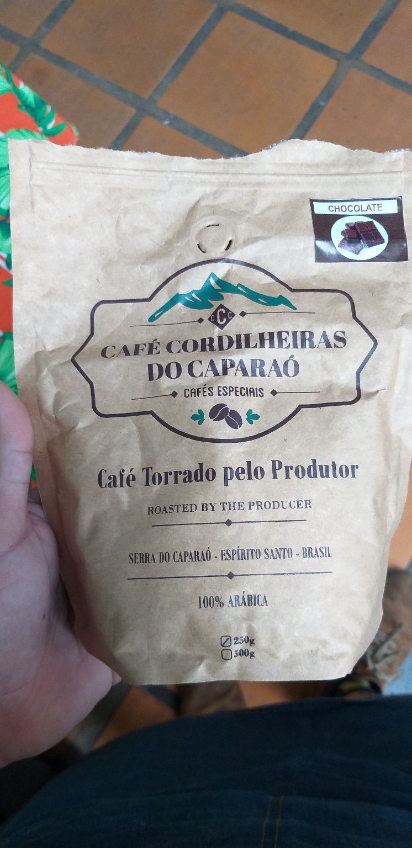 CHOCOLATE
CCC
CAFÉ CORDILHEIRAS
DO CAPARAÓ
CAFÉS ESPECIAIS
Café Torrado pelo Produtor
ROASTED BY THE PRODUCER
SERRA DO CAPARAÓ - ESPÍRITO SANTO - BRASIL
100% ARÁBICA
250g
500g